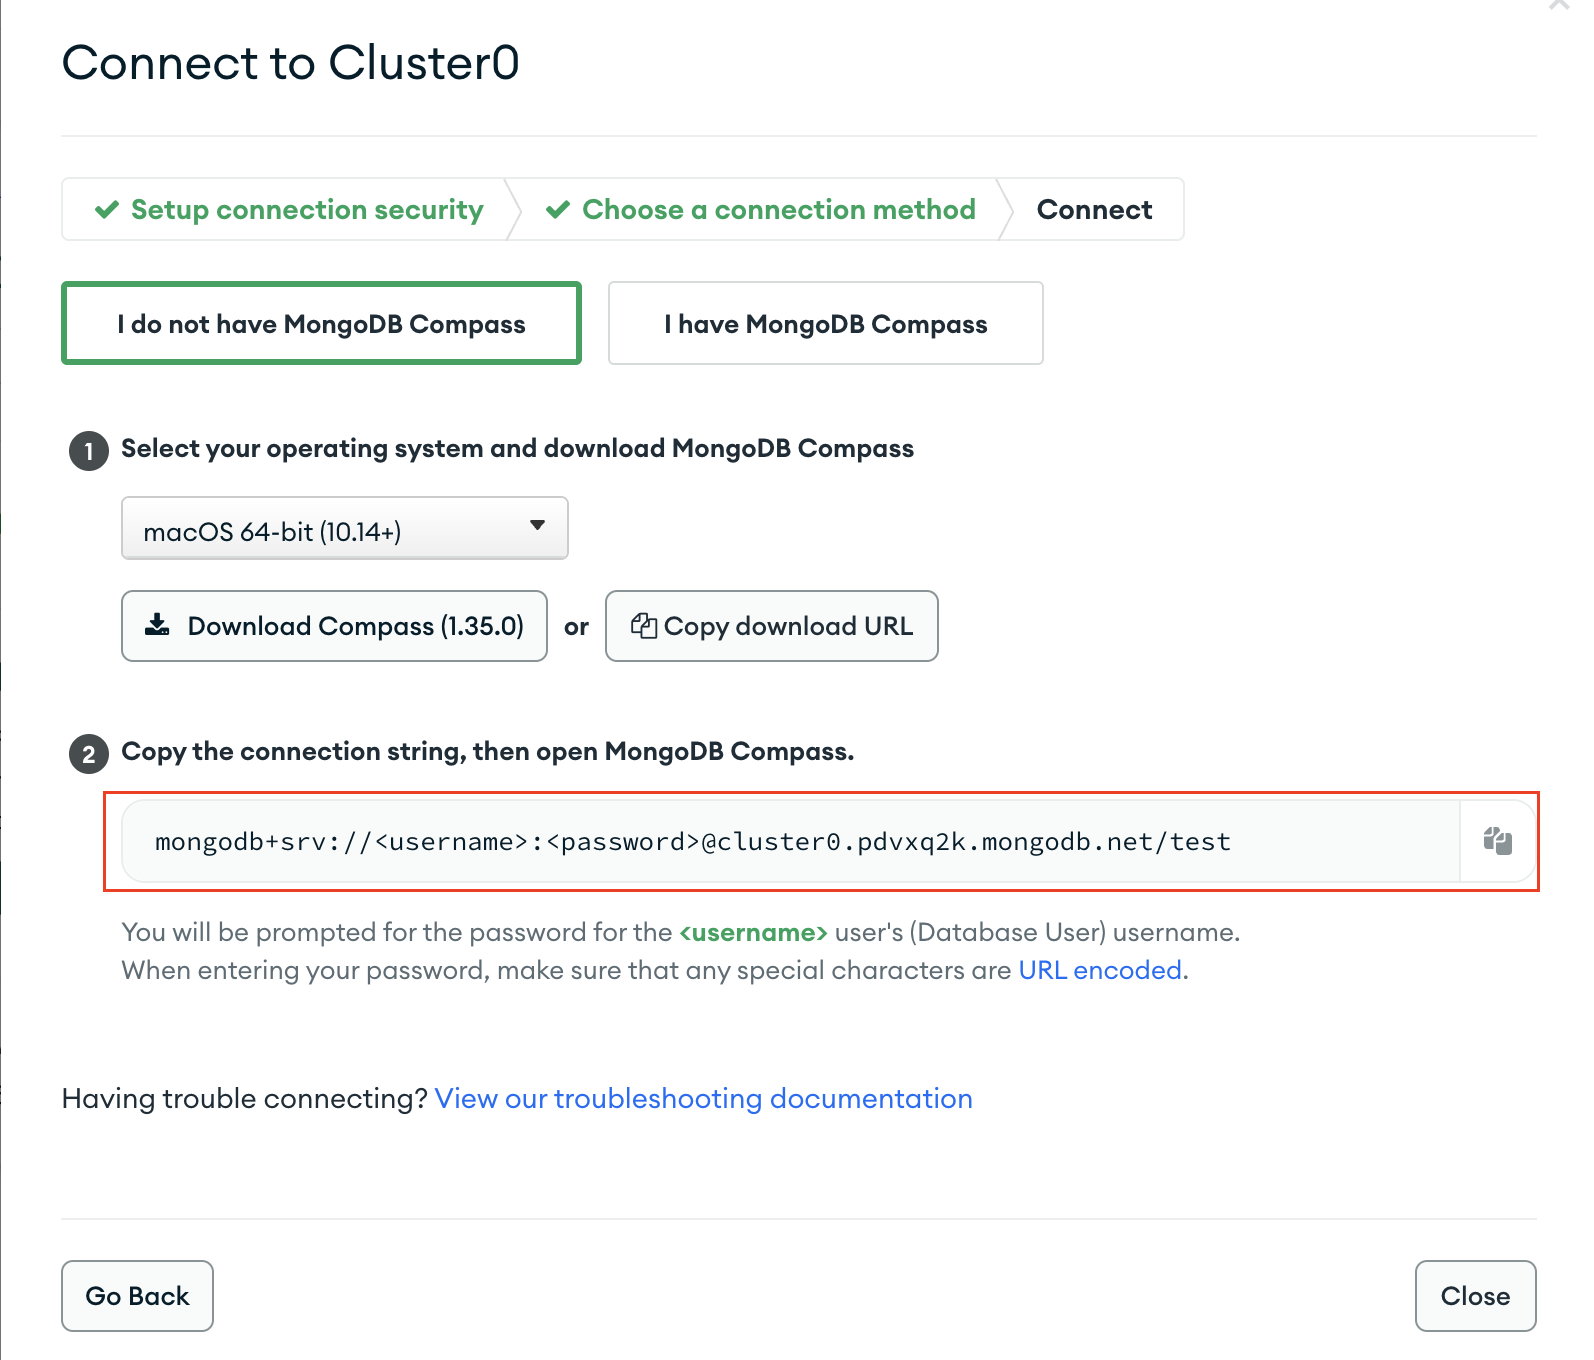 Connect to Cluster0
Setup connection security
Choose a connection method
Connect
I do not have MongoDB Compass
I have MongoDB Compass
1 Select your operating system and download MongoDB Compass
macOS 64-bit (10.14+)
Download Compass (1.35.0) or Copy download URL
2 Copy the connection string, then open MongoDB Compass.
mongodb+srv://<username>:<password>@cluster0.pdvxq2k.mongodb.net/test
You will be prompted for the password for the <username> user's (Database User) username.
When entering your password, make sure that any special characters are URL encoded.
Having trouble connecting? View our troubleshooting documentation
Go Back
Close